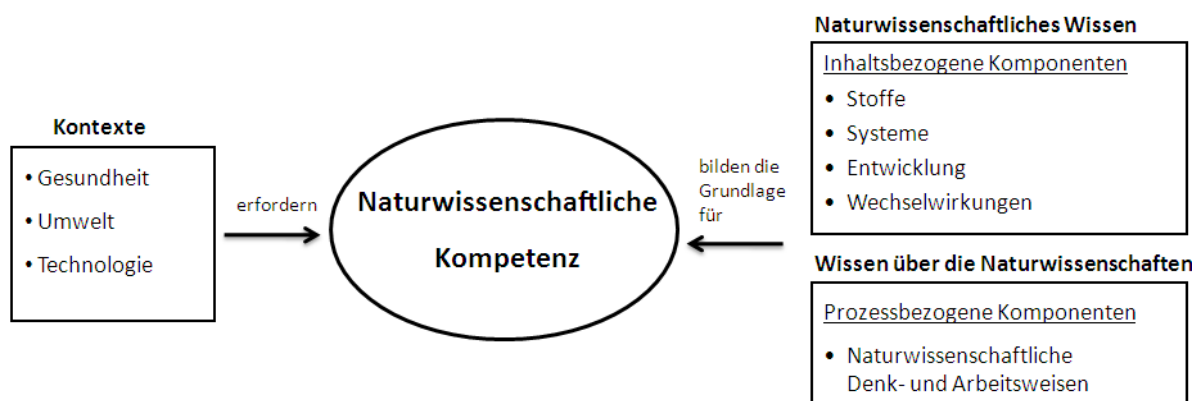 Kontexte
• Gesundheit
• Umwelt
• Technologie
erfordern
Naturwissenschaftliche
Kompetenz
bilden die
Grundlage
für
Naturwissenschaftliches Wissen
Inhaltsbezogene Komponenten
• Stoffe
• Systeme
• Entwicklung
• Wechselwirkungen
Wissen über die Naturwissenschaften
Prozessbezogene Komponenten
• Naturwissenschaftliche
Denk- und Arbeitsweisen